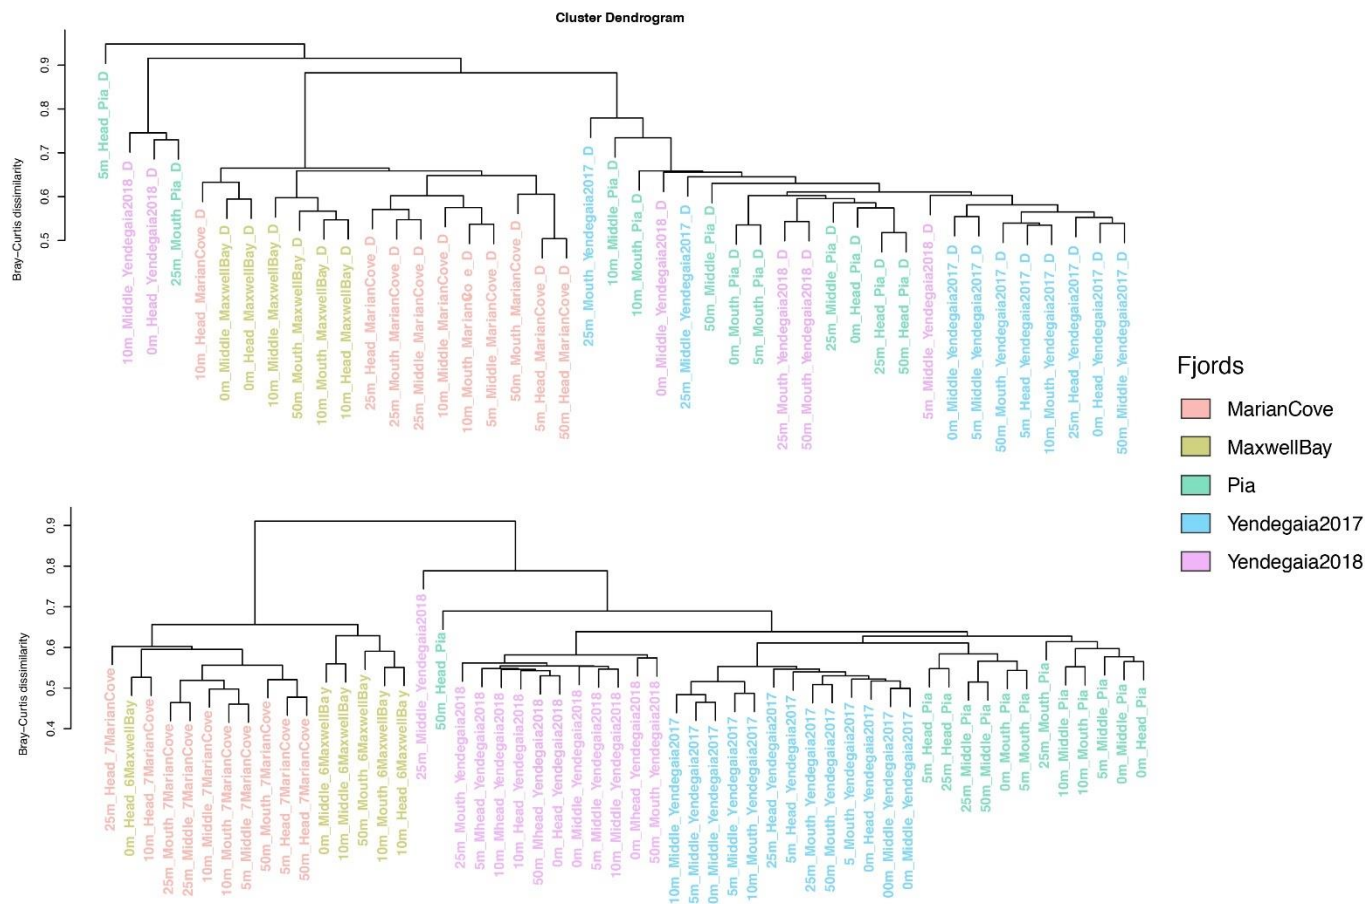 Cluster Dendrogram
Bray−Curtis dissimilarity
0.9
0.8
0.7
0.6
0.5
5m_Head_Pia_D
10m_Middle_Yendegaia2018_D
0m_Head_Yendegaia2018_D
25m_Mouth_Pia_D
10m_Head_MarianCove_D
0m_Middle_MaxwellBay_D
0m_Head_MaxwellBay_D
10m_Middle_MaxwellBay_D
50m_Mouth_MaxwellBay_D
10m_Mouth_MaxwellBay_D
10m_Head_MaxwellBay_D
25m_Head_MarianCove_D
25m_Mouth_MarianCove_D
25m_Middle_MarianCove_D
10m_Middle_MarianCove_D
10m_Mouth_MarianCo e_D
5m_Middle_MarianCove_D
50m_Mouth_MarianCove_D
5m_Head_MarianCove_D
50m_Head_MarianCove_D
25m_Mouth_Yendegaia2017_D
10m_Middle_Pia_D
10m_Mouth_Pia_D
0m_Middle_Yendegaia2018_D
25m_Middle_Yendegaia2017_D
50m_Middle_Pia_D
0m_Mouth_Pia_D
5m_Mouth_Pia_D
25m_Mouth_Yendegaia2018_D
50m_Mouth_Yendegaia2018_D
25m_Middle_Pia_D
0m_Head_Pia_D
25m_Head_Pia_D
50m_Head_Pia_D
5m_Middle_Yendegaia2018_D
0m_Middle_Yendegaia2017_D
5m_Middle_Yendegaia2017_D
50m_Mouth_Yendegaia2017_D
5m_Head_Yendegaia2017_D
10m_Mouth_Yendegaia2017_D
25m_Head_Yendegaia2017_D
0m_Head_Yendegaia2017_D
50m_Middle_Yendegaia2017_D
Fjords
MarianCove
MaxwellBay
Pia
Yendegaia2017
Yendegaia2018
Bray−Curtis dissimilarity
0.9
0.8
0.7
0.6
0.5
0.4
25m_Head_7MarianCove
0m_Head_6MaxwellBay
10m_Head_7MarianCove
25m_Mouth_7MarianCove
25m_Middle_7MarianCove
10m_Middle_7MarianCove
10m_Mouth_7MarianCove
5m_Middle_7MarianCove
50m_Mouth_7MarianCove
5m_Head_7MarianCove
50m_Head_7MarianCove
0m_Middle_6MaxwellBay
10m_Middle_6MaxwellBay
50m_Mouth_6MaxwellBay
10m_Mouth_6MaxwellBay
10m_Head_6MaxwellBay
25m_Middle_Yendegaia2018
50m_Head_Pia
25m_Mouth_Yendegaia2018
5m_Mhead_Yendegaia2018
10m_Head_Yendegaia2018
50m_Mhead_Yendegaia2018
0m_Head_Yendegaia2018
0m_Middle_Yendegaia2018
5m_Middle_Yendegaia2018
10m_Middle_Yendegaia2018
0m_Mhead_Yendegaia2018
50m_Mouth_Yendegaia2018
10m_Middle_Yendegaia2017
5m_Middle_Yendegaia2017
0m_Middle_Yendegaia2017
5m_Middle_Yendegaia2017
10m_Mouth_Yendegaia2017
25m_Head_Yendegaia2017
5m_Head_Yendegaia2017
25m_Mouth_Yendegaia2017
50m_Mouth_Yendegaia2017
5_Mouth_Yendegaia2017
0m_Head_Yendegaia2017
00m_Middle_Yendegaia2017
0m_Middle_Yendegaia2017
5m_Head_Pia
25m_Head_Pia
25m_Middle_Pia
50m_Middle_Pia
0m_Mouth_Pia
5m_Mouth_Pia
25m_Mouth_Pia
10m_Middle_Pia
10m_Mouth_Pia
5m_Middle_Pia
0m_Middle_Pia
0m_Head_Pia